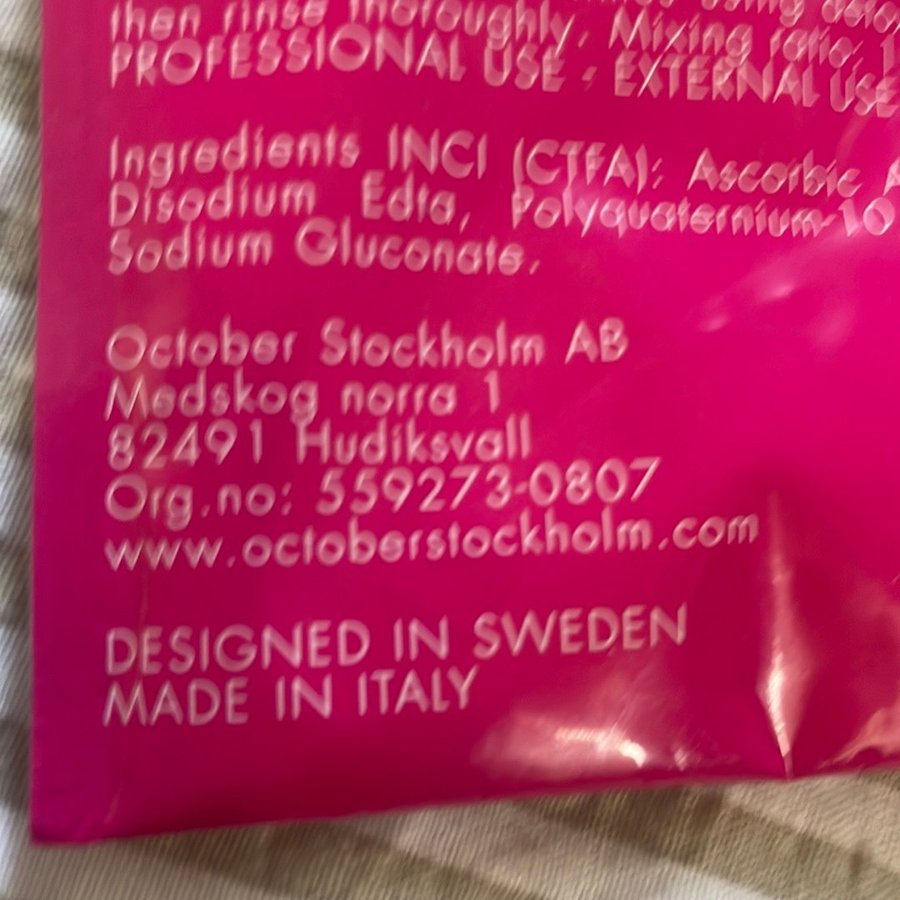 then rinse thoroughly. Mixing ratio: 1
PROFESSIONAL USE - EXTERNAL USE
Ingredients INCI (CTFA): Ascorbic
Disodium Edta, Polyquaternium-10
Sodium Gluconate.
October Stockholm AB
Medskog norra 1
82491 Hudiksvall
Org.no: 559273-0807
www.octoberstockholm.com
DESIGNED IN SWEDEN
MADE IN ITALY